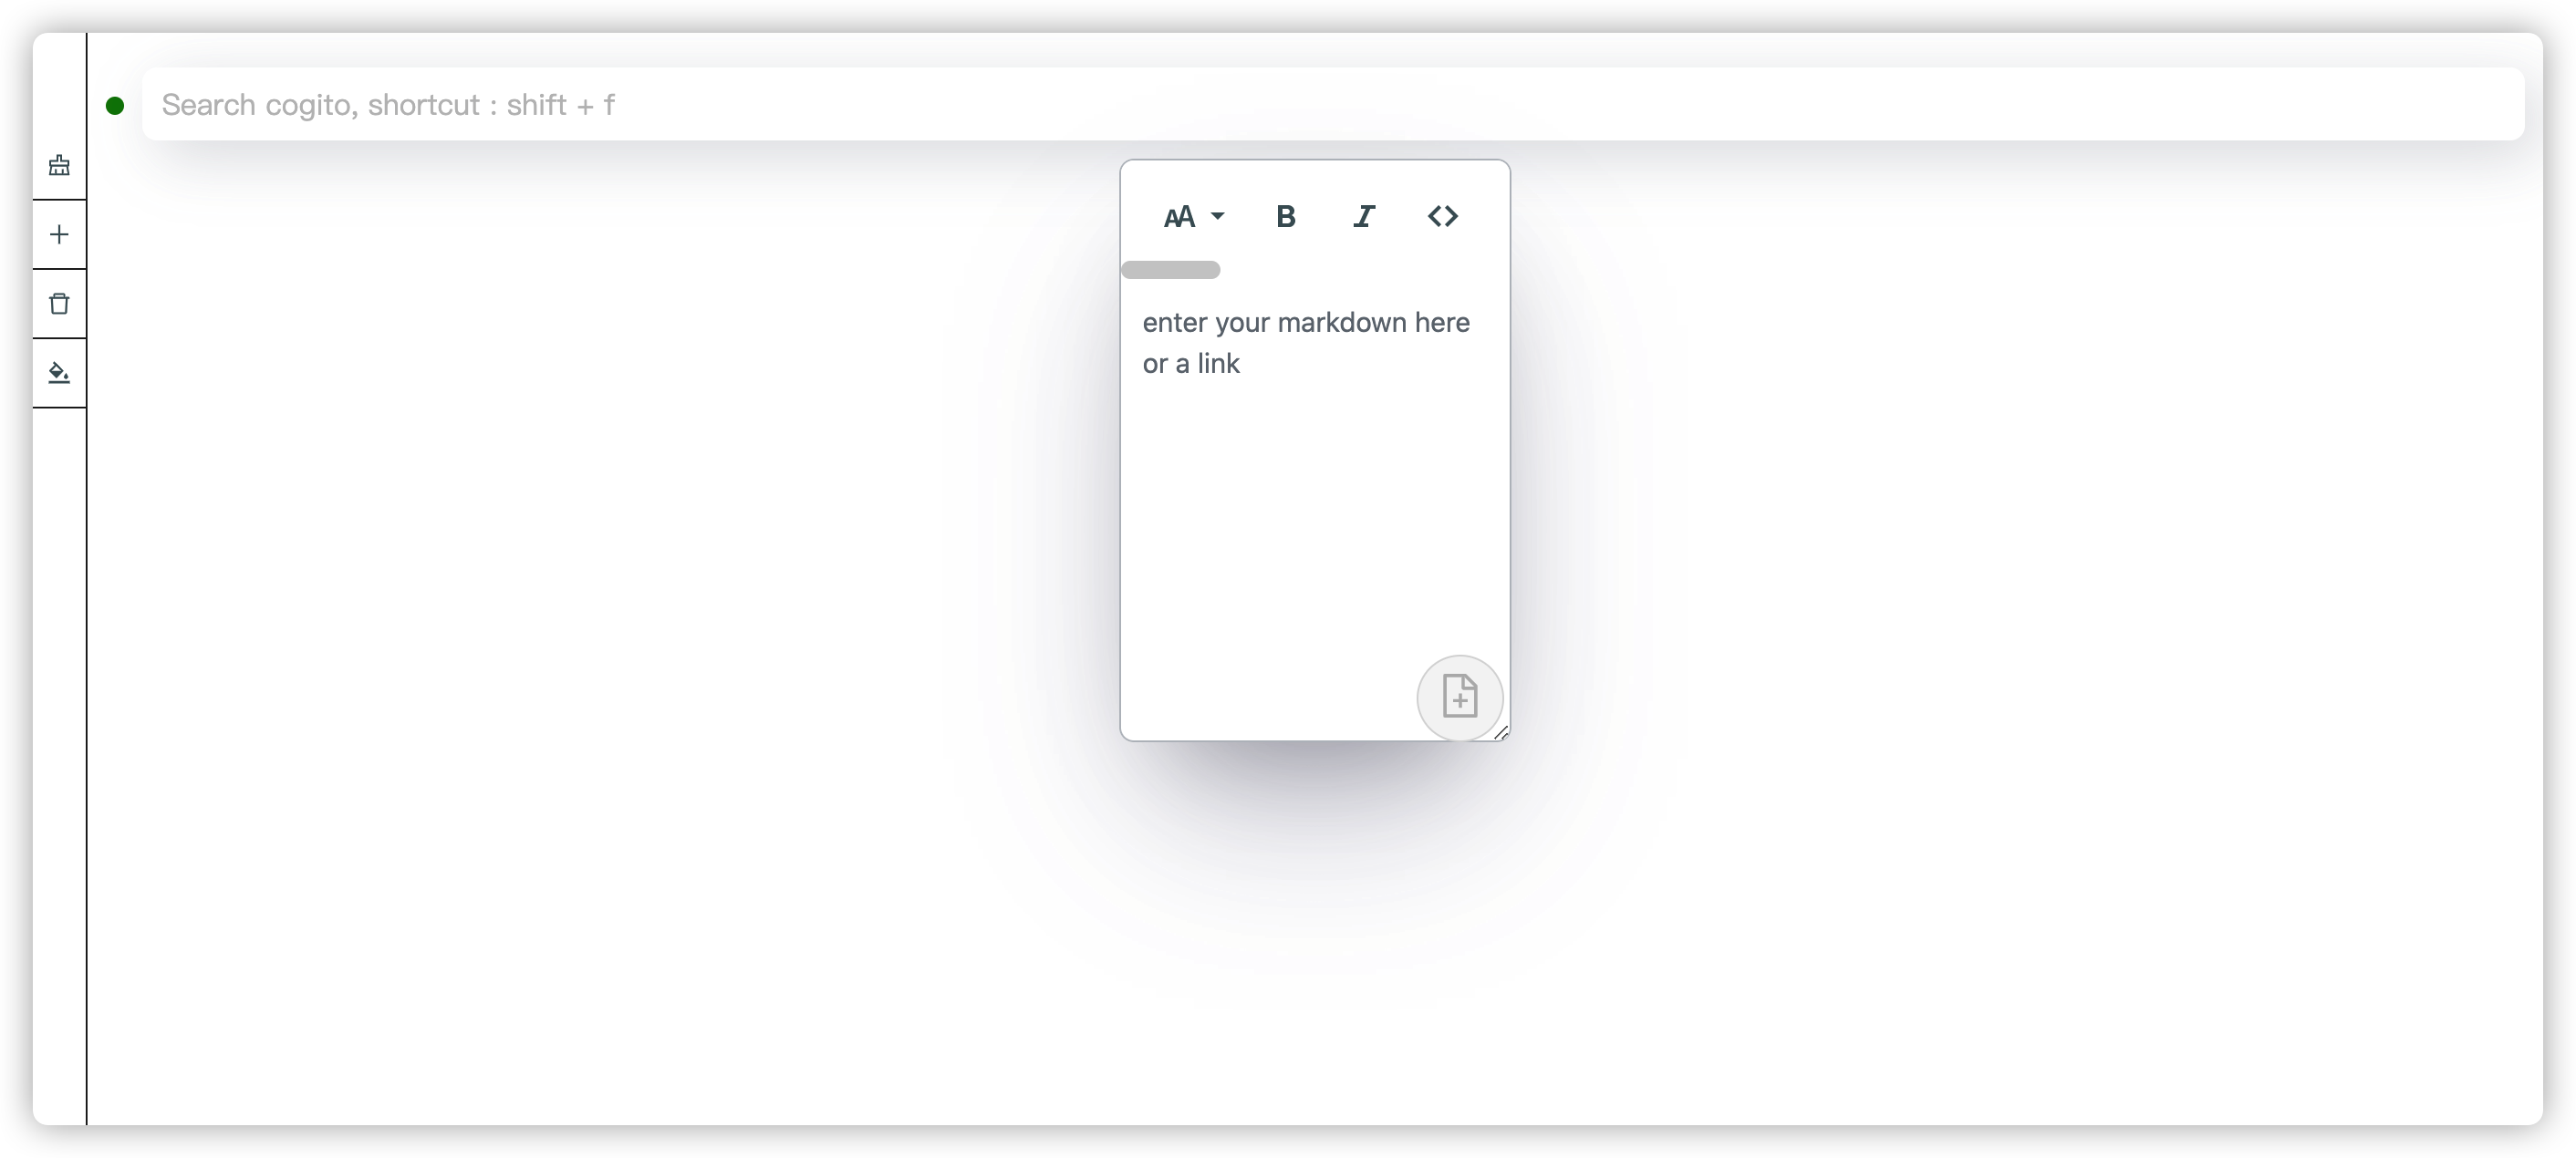 Search cogito, shortcut : shift + f
AA
B
I
<>
enter your markdown here
or a link